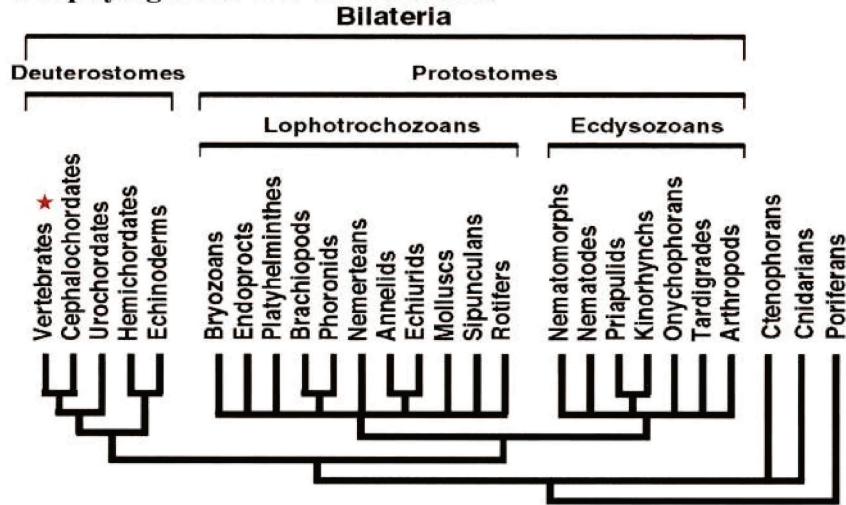 Bilateria
Deuterostomes
Protostomes
Lophotrochozoans
Ecdysozoans
Vertebrates
Cephalochordates
Urochordates
Hemichordates
Echinoderms
Bryozoans
Endoprocts
Platyhelminthes
Brachiopods
Phoronids
Nemerteans
Annelids
Echiurids
Molluscs
Sipunculans
Rotifers
Nematomorphs
Nematodes
Priapulids
Kinorhynchs
Onychophorans
Tardigrades
Arthropods
Ctenophorans
Cnidarians
Poriferans